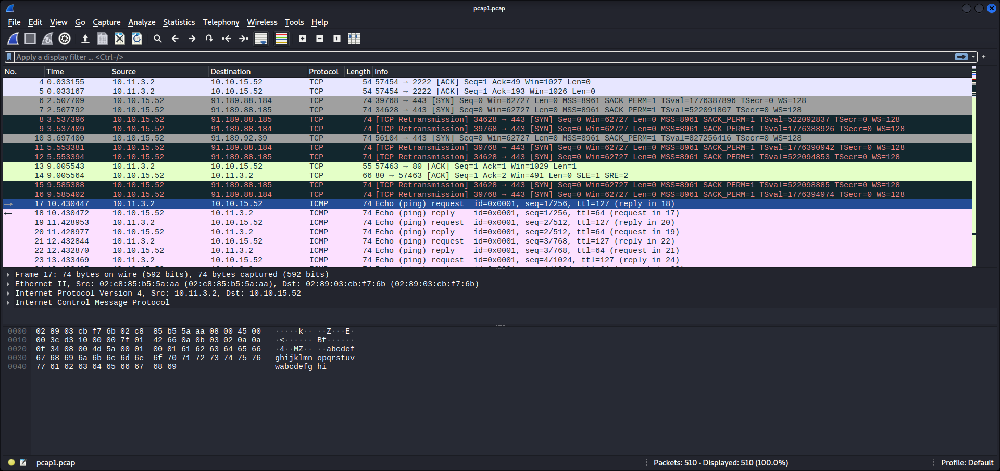 pcap1.pcap
File Edit View Go Capture Analyze Statistics Telephony Wireless Tools Help
Apply a display filter ... <Ctrl-/>
No. Time Source Destination Protocol Length Info
4 0.033155 10.11.3.2 10.10.15.52 TCP 54 57454 → 2222 [ACK] Seq=1 Ack=49 Win=1027 Len=0
5 0.033167 10.11.3.2 10.10.15.52 TCP 54 57454 → 2222 [ACK] Seq=1 Ack=193 Win=1026 Len=0
6 2.507709 10.10.15.52 91.189.88.184 TCP 74 39768 → 443 [SYN] Seq=0 Win=62727 Len=0 MSS=8961 SACK_PERM=1 TSval=1776387896 TSecr=0 WS=128
7 2.507792 10.10.15.52 91.189.88.185 TCP 74 34628 → 443 [SYN] Seq=0 Win=62727 Len=0 MSS=8961 SACK_PERM=1 TSval=522091807 TSecr=0 WS=128
8 3.537396 10.10.15.52 91.189.88.185 TCP 74 [TCP Retransmission] 34628 → 443 [SYN] Seq=0 Win=62727 Len=0 MSS=8961 SACK_PERM=1 TSval=522092837 TSecr=0 WS=128
9 3.537409 10.10.15.52 91.189.88.184 TCP 74 [TCP Retransmission] 39768 → 443 [SYN] Seq=0 Win=62727 Len=0 MSS=8961 SACK_PERM=1 TSval=1776388926 TSecr=0 WS=128
10 3.697400 10.10.15.52 91.189.92.39 TCP 74 56104 → 443 [SYN] Seq=0 Win=62727 Len=0 MSS=8961 SACK_PERM=1 TSval=827256416 TSecr=0 WS=128
11 5.553381 10.10.15.52 91.189.88.184 TCP 74 [TCP Retransmission] 39768 → 443 [SYN] Seq=0 Win=62727 Len=0 MSS=8961 SACK_PERM=1 TSval=1776390942 TSecr=0 WS=128
12 5.553394 10.10.15.52 91.189.88.185 TCP 74 [TCP Retransmission] 34628 → 443 [SYN] Seq=0 Win=62727 Len=0 MSS=8961 SACK_PERM=1 TSval=522094853 TSecr=0 WS=128
13 9.005543 10.11.3.2 10.10.15.52 TCP 55 57463 → 80 [ACK] Seq=1 Ack=1 Win=1029 Len=1
14 9.005564 10.10.15.52 10.11.3.2 TCP 66 80 → 57463 [ACK] Seq=1 Ack=2 Win=491 Len=0 SLE=1 SRE=2
15 9.585388 10.10.15.52 91.189.88.185 TCP 74 [TCP Retransmission] 34628 → 443 [SYN] Seq=0 Win=62727 Len=0 MSS=8961 SACK_PERM=1 TSval=522098885 TSecr=0 WS=128
16 9.585402 10.10.15.52 91.189.88.184 TCP 74 [TCP Retransmission] 39768 → 443 [SYN] Seq=0 Win=62727 Len=0 MSS=8961 SACK_PERM=1 TSval=1776394974 TSecr=0 WS=128
17 10.430447 10.11.3.2 10.10.15.52 ICMP 74 Echo (ping) request id=0x0001, seq=1/256, ttl=127 (reply in 18)
18 10.430472 10.10.15.52 10.11.3.2 ICMP 74 Echo (ping) reply id=0x0001, seq=1/256, ttl=64 (request in 17)
19 11.428953 10.11.3.2 10.10.15.52 ICMP 74 Echo (ping) request id=0x0001, seq=2/512, ttl=127 (reply in 20)
20 11.428977 10.10.15.52 10.11.3.2 ICMP 74 Echo (ping) reply id=0x0001, seq=2/512, ttl=64 (request in 19)
21 12.432844 10.11.3.2 10.10.15.52 ICMP 74 Echo (ping) request id=0x0001, seq=3/768, ttl=127 (reply in 22)
22 12.432870 10.10.15.52 10.11.3.2 ICMP 74 Echo (ping) reply id=0x0001, seq=3/768, ttl=64 (request in 21)
23 13.433469 10.11.3.2 10.10.15.52 ICMP 74 Echo (ping) request id=0x0001, seq=4/1024, ttl=127 (reply in 24)
Frame 17: 74 bytes on wire (592 bits), 74 bytes captured (592 bits)
Ethernet II, Src: 02:c8:85:b5:5a:aa (02:c8:85:b5:5a:aa), Dst: 02:89:03:cb:f7:6b (02:89:03:cb:f7:6b)
Internet Protocol Version 4, Src: 10.11.3.2, Dst: 10.10.15.52
Internet Control Message Protocol
0000 02 89 03 cb f7 6b 02 c8 85 b5 5a aa 08 00 45 00 ·····k·· ··Z···E·
0010 00 3c d3 10 00 00 7f 01 42 66 0a 0b 03 02 0a 0a ·<······ Bf······
0020 0f 34 08 00 4d 5a 00 01 00 01 61 62 63 64 65 66 ·4··MZ·· ··abcdef
0030 67 68 69 6a 6b 6c 6d 6e 6f 70 71 72 73 74 75 76 ghijklmn opqrstuv
0040 77 61 62 63 64 65 66 67 68 69 wabcdefg hi
pcap1.pcap Packets: 510 · Displayed: 510 (100.0%) Profile: Default